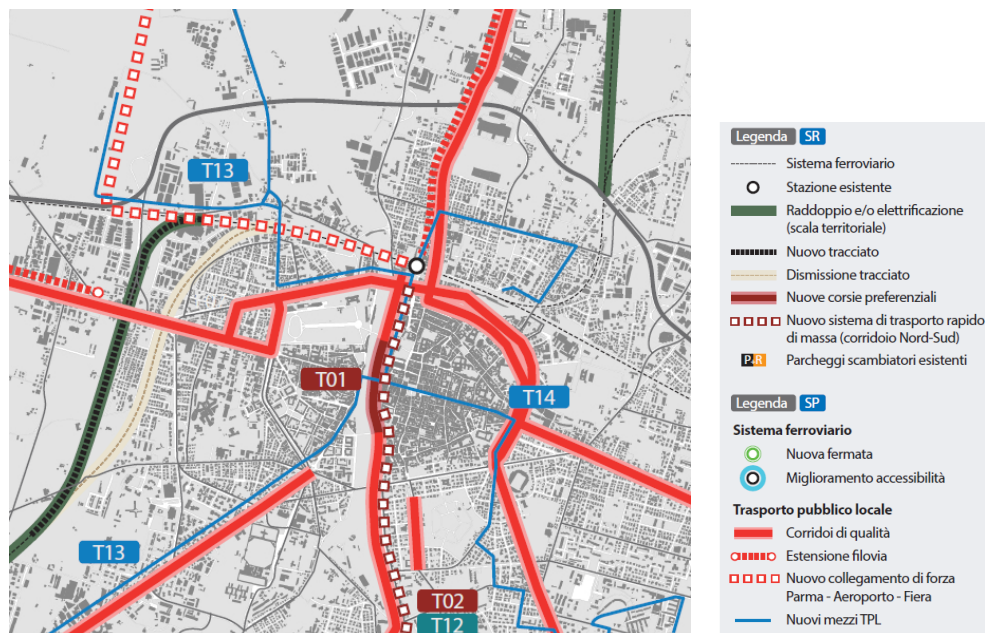 T13
T01
T14
T13
T02
T12
Legenda SR
Sistema ferroviario
Stazione esistente
Raddoppio e/o elettrificazione
(scala territoriale)
Nuovo tracciato
Dismissione tracciato
Nuove corsie preferenziali
Nuovo sistema di trasporto rapido
di massa (corridoio Nord-Sud)
P R Parcheggi scambiatori esistenti
Legenda SP
Sistema ferroviario
Nuova fermata
Miglioramento accessibilità
Trasporto pubblico locale
Corridoi di qualità
Estensione filovia
Nuovo collegamento di forza
Parma - Aeroporto - Fiera
Nuovi mezzi TPL